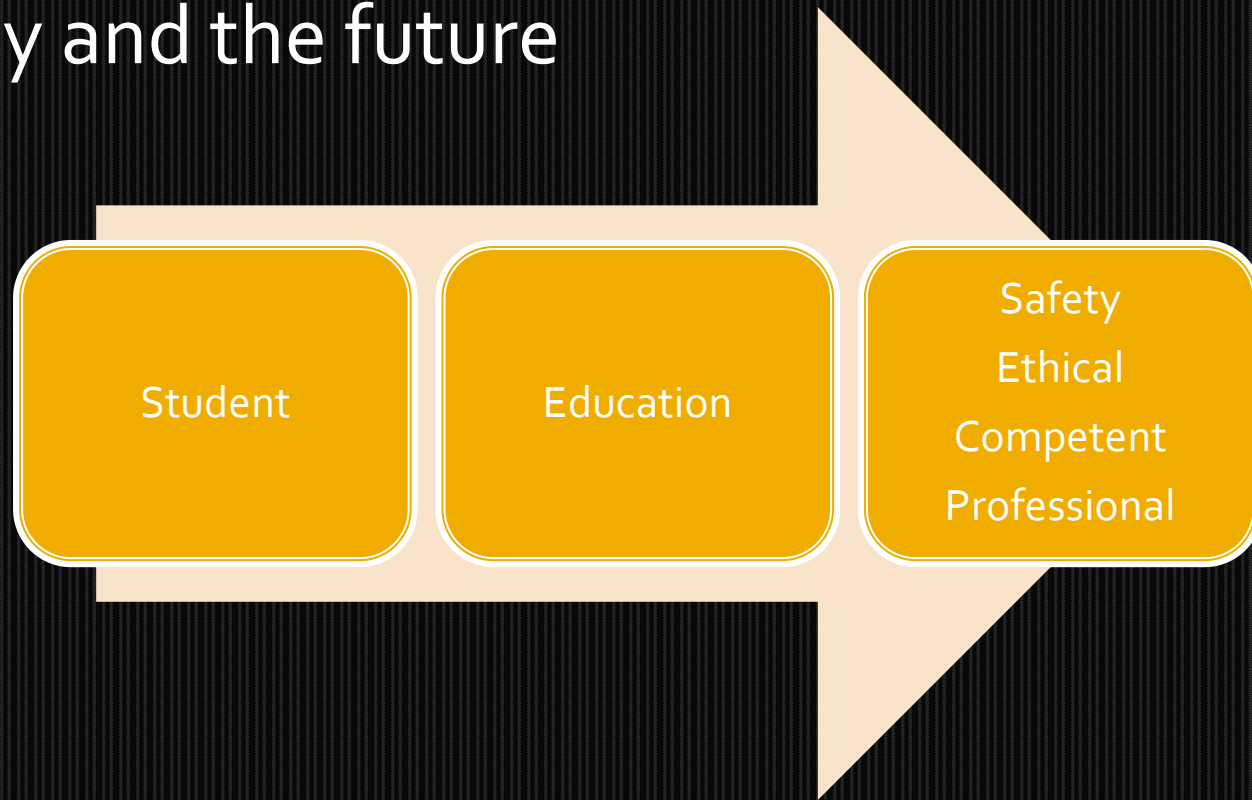 y and the future
Student
Education
Safety
Ethical
Competent
Professional